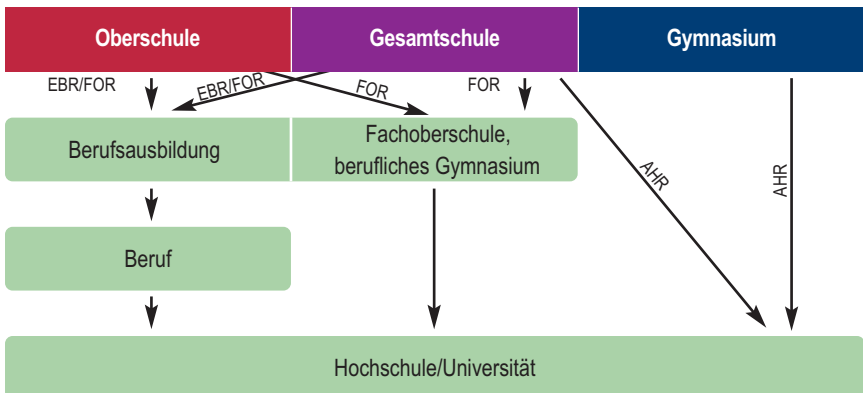 Oberschule
Gesamtschule
Gymnasium
EBR/FOR
EBR/FOR
FOR
FOR
Berufsausbildung
Fachoberschule,
berufliches Gymnasium
AHR
AHR
Beruf
Hochschule/Universität